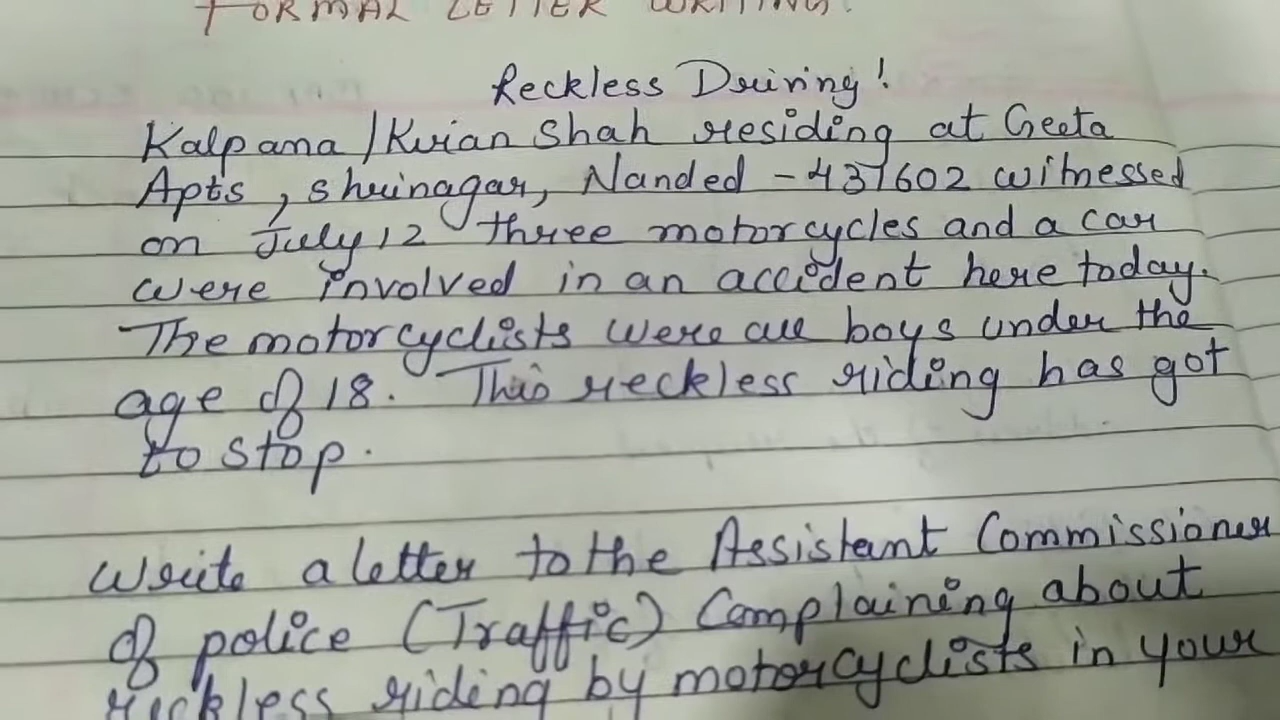 FORMAL LETTER WRITING.
Reckless Driving!
Kalpana/Kiran Shah residing at Geeta
Apts, Shrinagar, Nanded - 431602 witnessed
on July 12 three motorcycles and a car
were involved in an accident here today.
The motorcyclists were all boys under the
age of 18. This reckless riding has got
to stop.
Write a letter to the Assistant Commissioner
of police (Traffic) Complaining about
reckless riding by motorcyclists in your